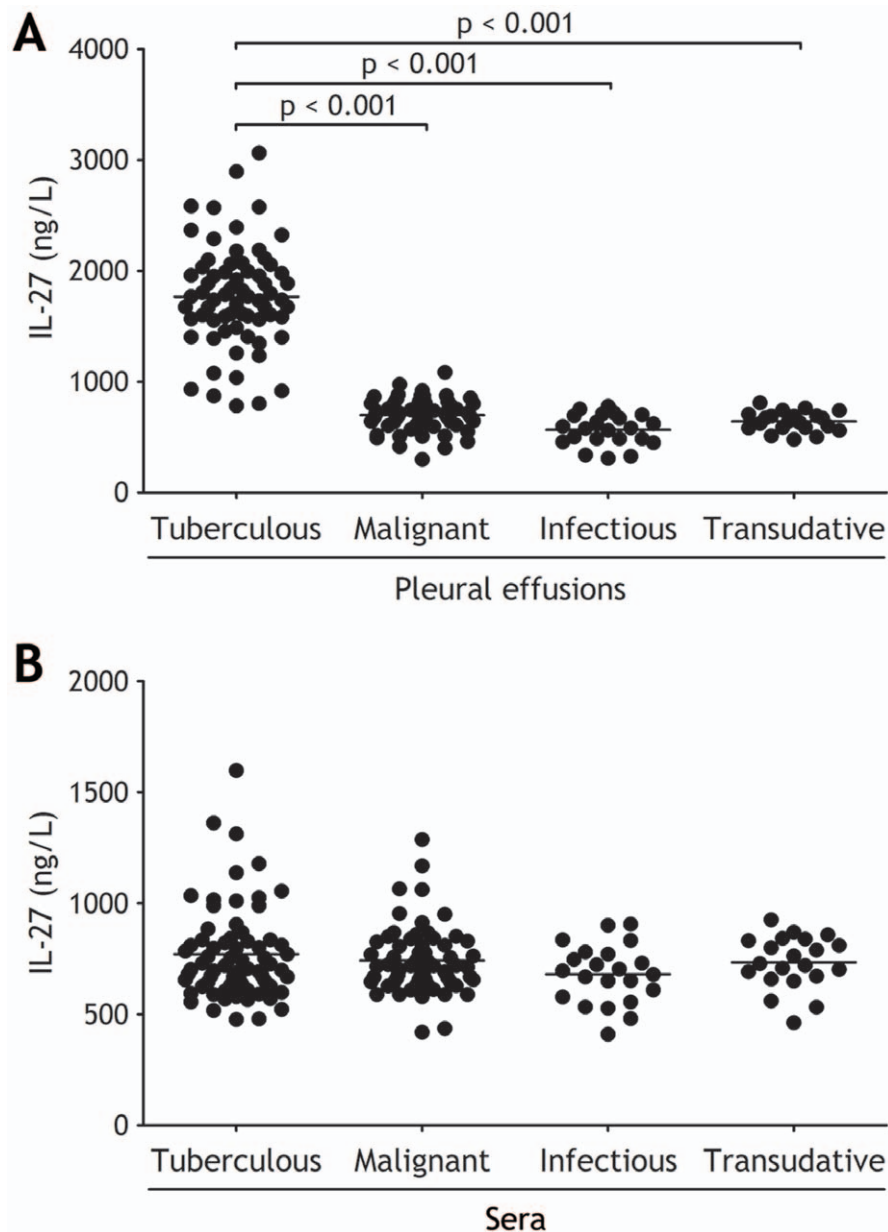 A
p < 0.001
p < 0.001
p < 0.001
4000
3000
2000
1000
0
IL-27 (ng/L)
Tuberculous Malignant Infectious Transudative
Pleural effusions
B
2000
1500
1000
500
0
IL-27 (ng/L)
Tuberculous Malignant Infectious Transudative
Sera